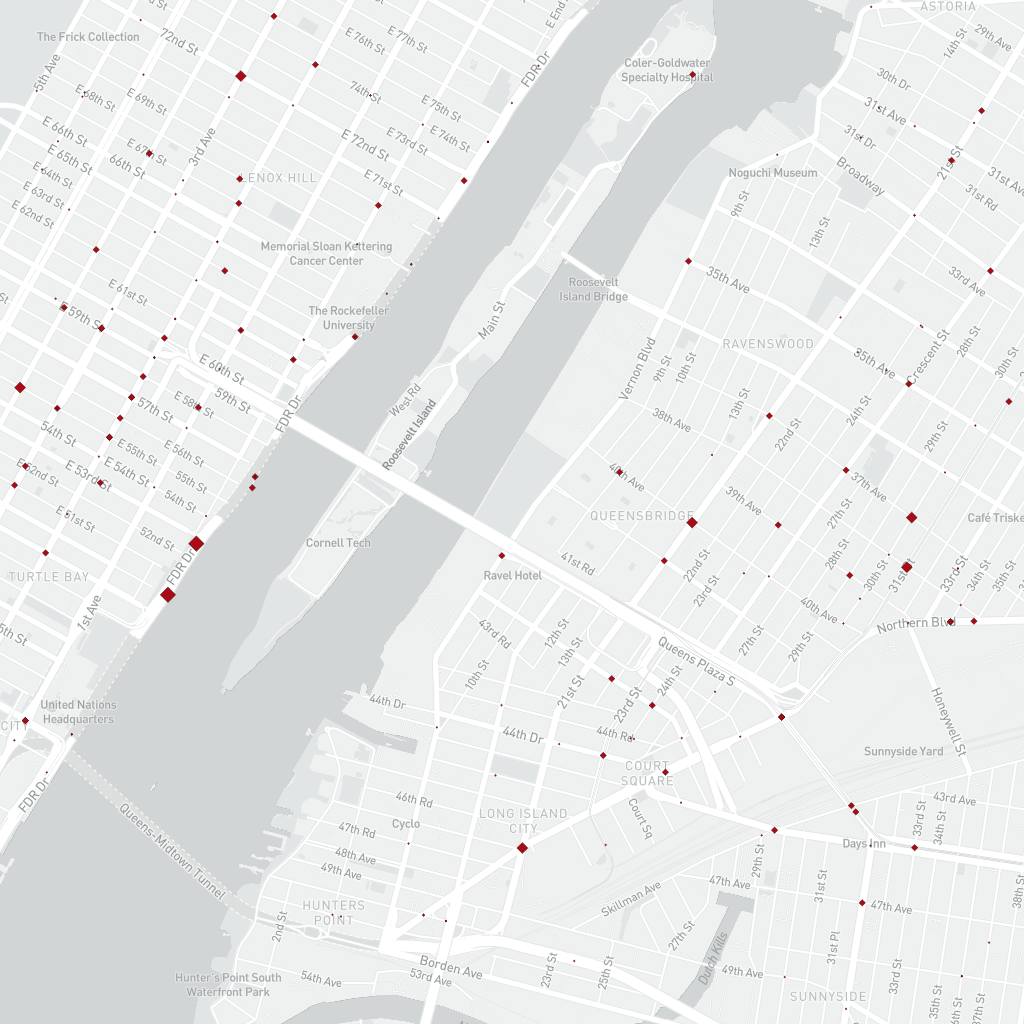 ASTORIA
The Frick Collection
72nd St
E 76th St
E 77th St
FDR Dr
Coler-Goldwater
Specialty Hospital
14th St
29th Ave
5th Ave
E 68th St
E 69th St
74th St
E 75th St
E 74th St
30th Dr
31st Ave
3rd Ave
E 66th St
E 65th St
66th St
E 67th St
E 72nd St
E 73rd St
31st Dr
21st St
E 64th St
E 63rd St
E 62nd St
LENOX HILL
E 71st St
Noguchi Museum
Broadway
31st Ave
31st Rd
9th St
13th St
Memorial Sloan Kettering
Cancer Center
E 61st St
Roosevelt
Island Bridge
35th Ave
33rd Ave
E 59th St
The Rockefeller
University
Main St
RAVENSWOOD
Crescent St
28th St
30th St
E 60th St
59th St
Vernon Blvd
9th St
10th St
35th Ave
57th St
E 58th St
West Rd
Roosevelt Island
FDR Dr
38th Ave
13th St
22nd St
24th St
29th St
54th St
E 55th St
E 56th St
E 52nd St
E 53rd St
E 54th St
55th St
54th St
40th Ave
39th Ave
37th Ave
27th St
E 51st St
52nd St
Cornell Tech
QUEENSBRIDGE
TURTLE BAY
FDR Dr
1st Ave
41st Rd
Ravel Hotel
22nd St
23rd St
28th St
30th St
31st St
33rd St
34th St
35th St
40th Ave
Northern Blvd
43rd Rd
12th St
13th St
27th St
29th St
Queens Plaza S
10th St
21st St
23rd St
24th St
United Nations
Headquarters
44th Dr
44th Dr
44th Rd
Honeywell St
Sunnyside Yard
COURT
SQUARE
FDR Dr
46th Rd
47th Rd
Cyclo
LONG ISLAND
CITY
Court Sq
43rd Ave
33rd St
34th St
Days Inn
Queens-Midtown Tunnel
48th Ave
49th Ave
29th St
31st St
47th Ave
47th Ave
38th St
Skillman Ave
HUNTERS
POINT
2nd St
27th St
31st Pl
Dutch Kills
Hunter's Point South
Waterfront Park
54th Ave
Borden Ave
53rd Ave
23rd St
25th St
49th Ave
33rd St
35th St
SUNNYSIDE